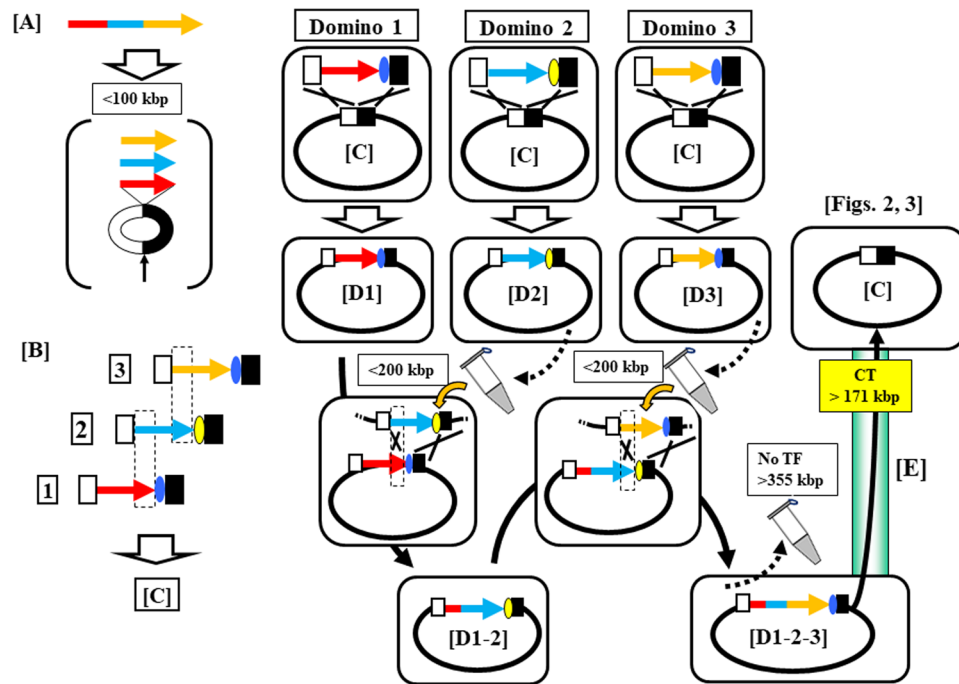 [A]
<100 kbp
[B]
3
2
1
[C]
Domino 1
Domino 2
Domino 3
[C]
[C]
[C]
[D1]
[D2]
[D3]
<200 kbp
<200 kbp
[D1-2]
[D1-2-3]
No TF
>355 kbp
[Figs. 2, 3]
[C]
CT
> 171 kbp
[E]